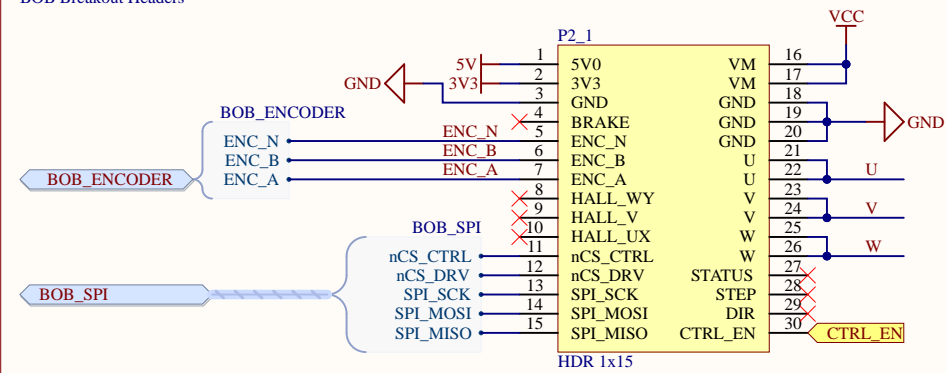 BOB Breakout Headers
VCC
P2_1
5V 1 5V0 VM 16
3V3 2 3V3 VM 17
GND 3 GND GND 18
4 BRAKE GND 19 GND
BOB_ENCODER
ENC_N ENC_N 5 ENC_N GND 20
ENC_B ENC_B 6 ENC_B U 21
BOB_ENCODER ENC_A ENC_A 7 ENC_A U 22 U
8 HALL_WY V 23
9 HALL_V V 24 V
10 HALL_UX W 25
BOB_SPI
nCS_CTRL 11 nCS_CTRL W 26 W
nCS_DRV 12 nCS_DRV STATUS 27
BOB_SPI SPI_SCK 13 SPI_SCK STEP 28
SPI_MOSI 14 SPI_MOSI DIR 29
SPI_MISO 15 SPI_MISO CTRL_EN 30 CTRL_EN
HDR 1x15